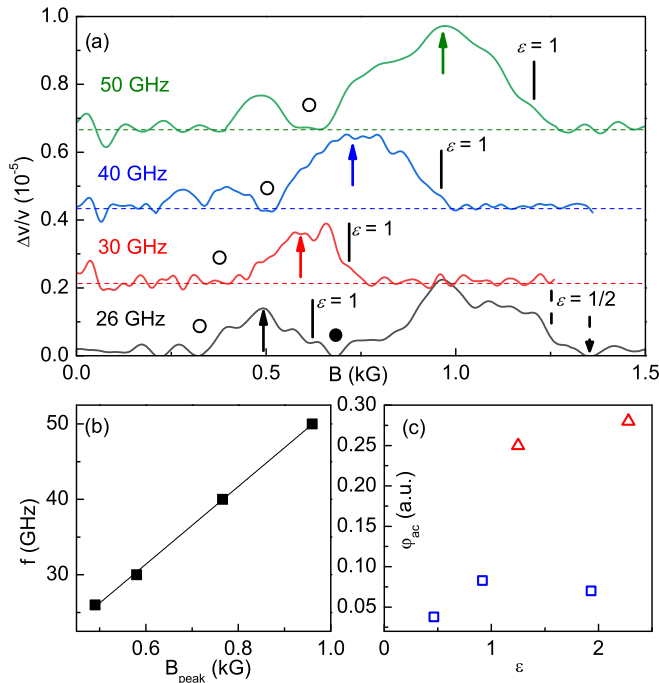 (a)
1.0
0.8
0.6
0.4
0.2
0.0
Δv/v (10⁻⁵)
50 GHz
ε = 1
40 GHz
ε = 1
30 GHz
ε = 1
26 GHz
ε = 1
ε = 1/2
0.0 0.5 1.0 1.5
B (kG)
(b)
50
40
30
f (GHz)
0.6 0.8 1.0
B_peak (kG)
(c)
0.30
0.25
0.20
0.15
0.10
0.05
φ_ac (a.u.)
0 1 2
ε